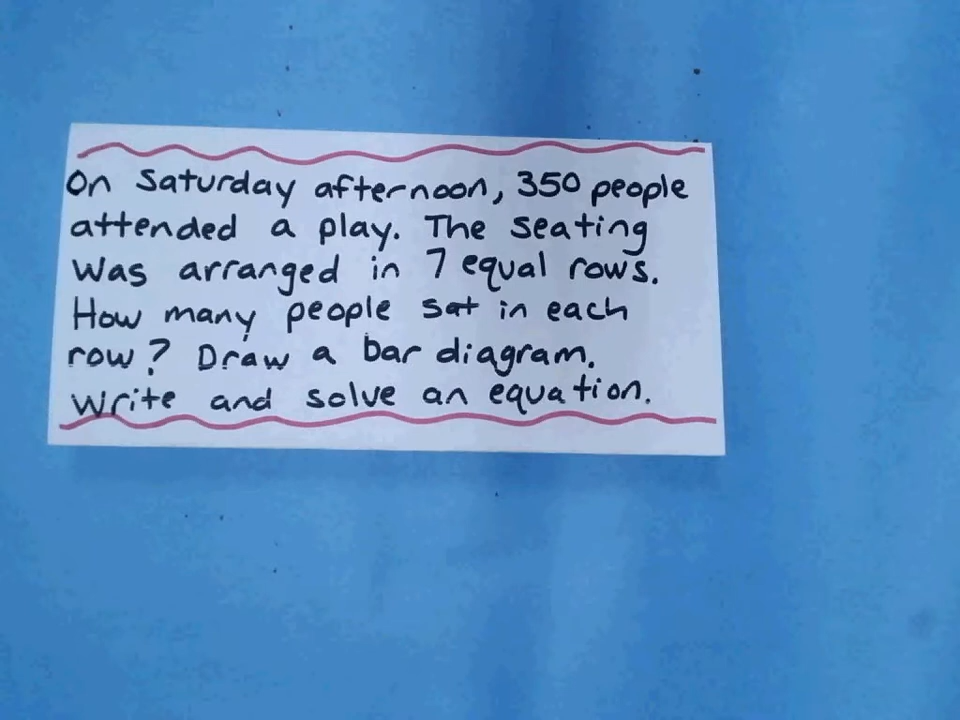 On Saturday afternoon, 350 people
attended a play. The seating
was arranged in 7 equal rows.
How many people sat in each
row? Draw a bar diagram.
Write and solve an equation.